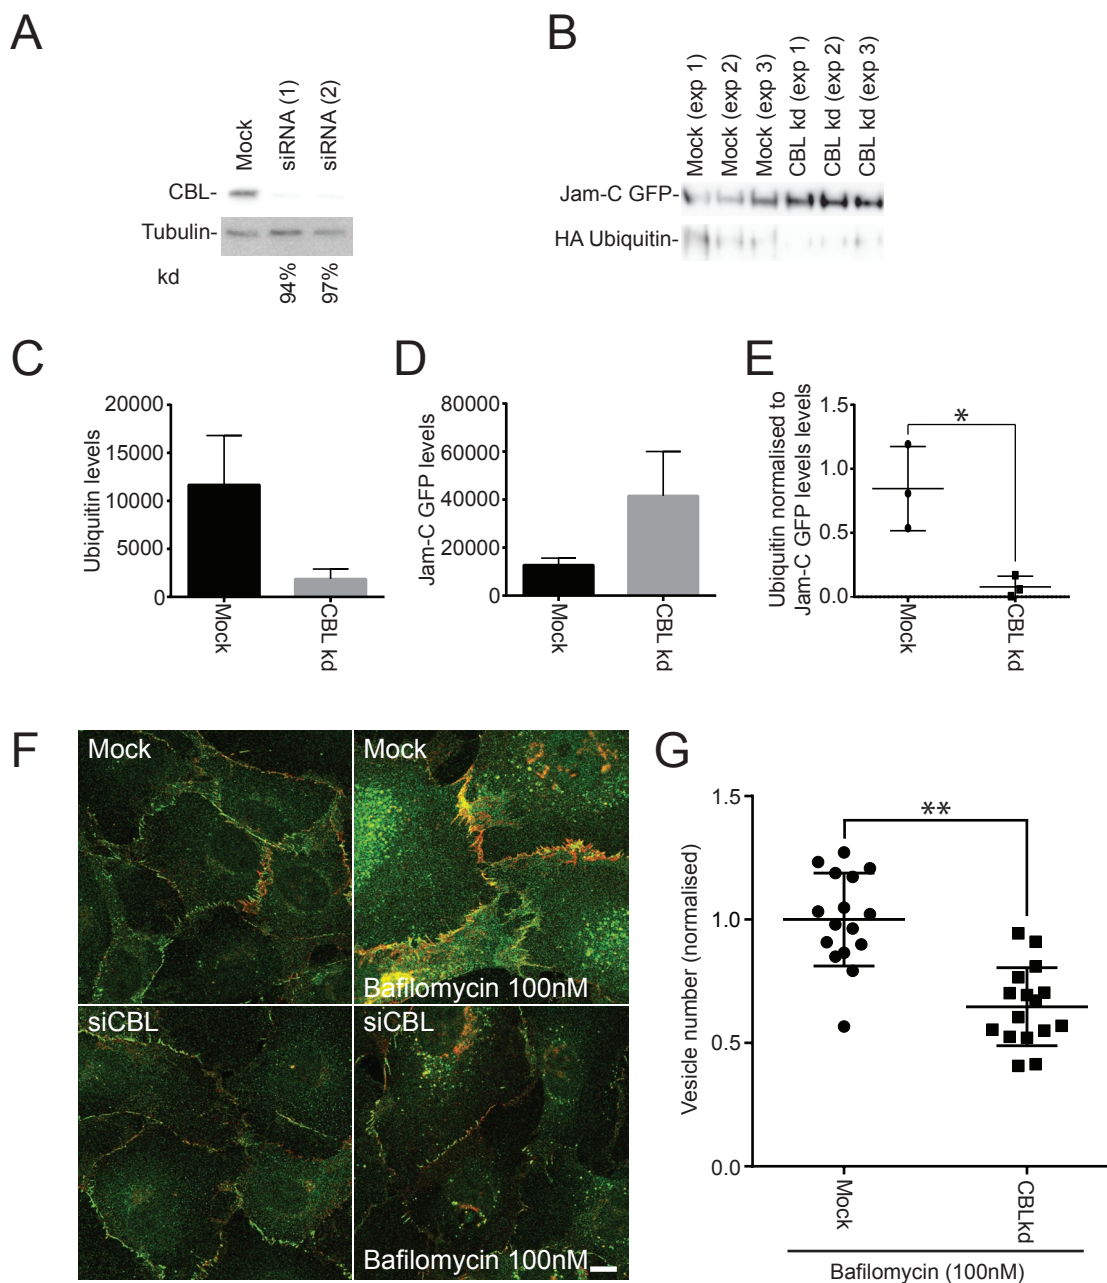 A
Mock
siRNA (1)
siRNA (2)
CBL-
Tubulin-
kd
94%
97%
B
Mock (exp 1)
Mock (exp 2)
Mock (exp 3)
CBL kd (exp 1)
CBL kd (exp 2)
CBL kd (exp 3)
Jam-C GFP-
HA Ubiquitin-
C
Ubiquitin levels
20000
15000
10000
5000
0
Mock
CBL kd
D
Jam-C GFP levels
80000
60000
40000
20000
0
Mock
CBL kd
E
Ubiquitin normalised to
Jam-C GFP levels levels
1.5
1.0
0.5
0.0
*
Mock
CBL kd
F
Mock
Mock
Bafilomycin 100nM
siCBL
siCBL
Bafilomycin 100nM
G
Vesicle number (normalised)
1.5
1.0
0.5
0.0
**
Mock
CBLkd
Bafilomycin (100nM)